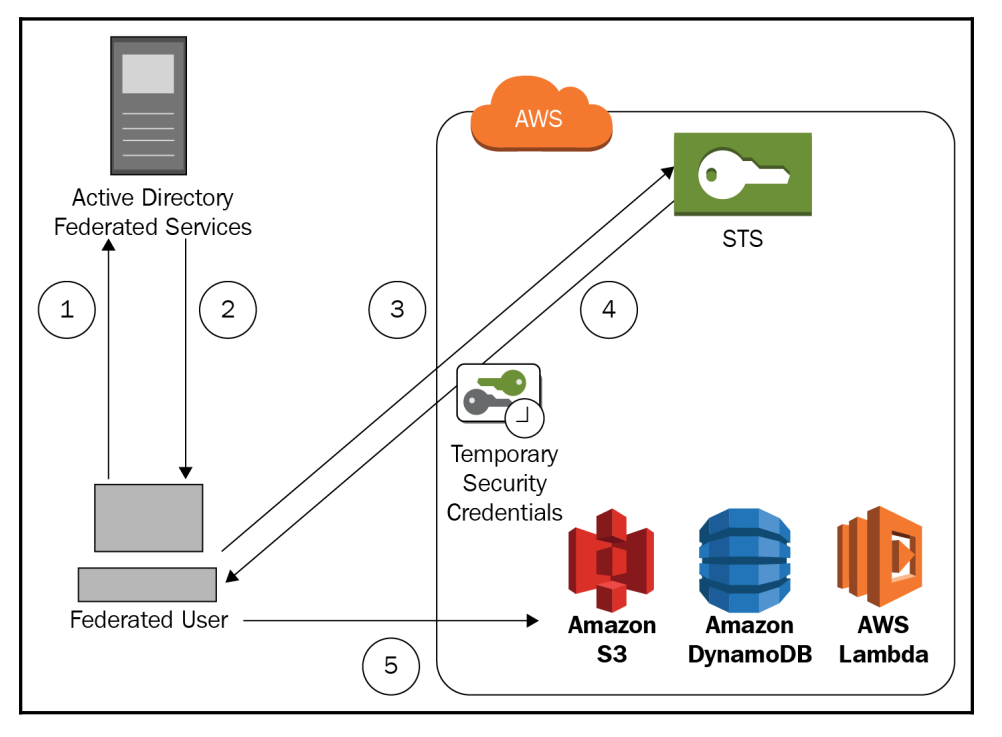 AWS
Active Directory
Federated Services
STS
1
2
3
4
Temporary
Security
Credentials
Federated User
5
Amazon
S3
Amazon
DynamoDB
AWS
Lambda